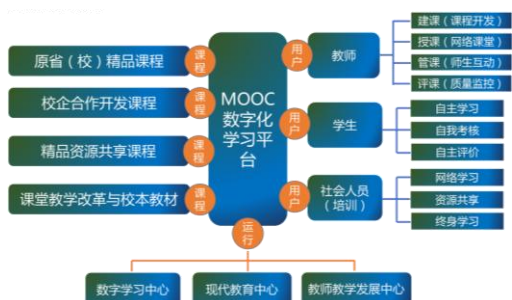 原省（校）精品课程
课程
校企合作开发课程
课程
精品资源共享课程
课程
课堂教学改革与校本教材
课程
MOOC
数字化
学习平
台
用户
教师
建课（课程开发）
授课（网络课堂）
管课（师生互动）
评课（质量监控）
用户
学生
自主学习
自我考核
自主评价
用户
社会人员
（培训）
网络学习
资源共享
终身学习
运行
数字学习中心
现代教育中心
教师教学发展中心